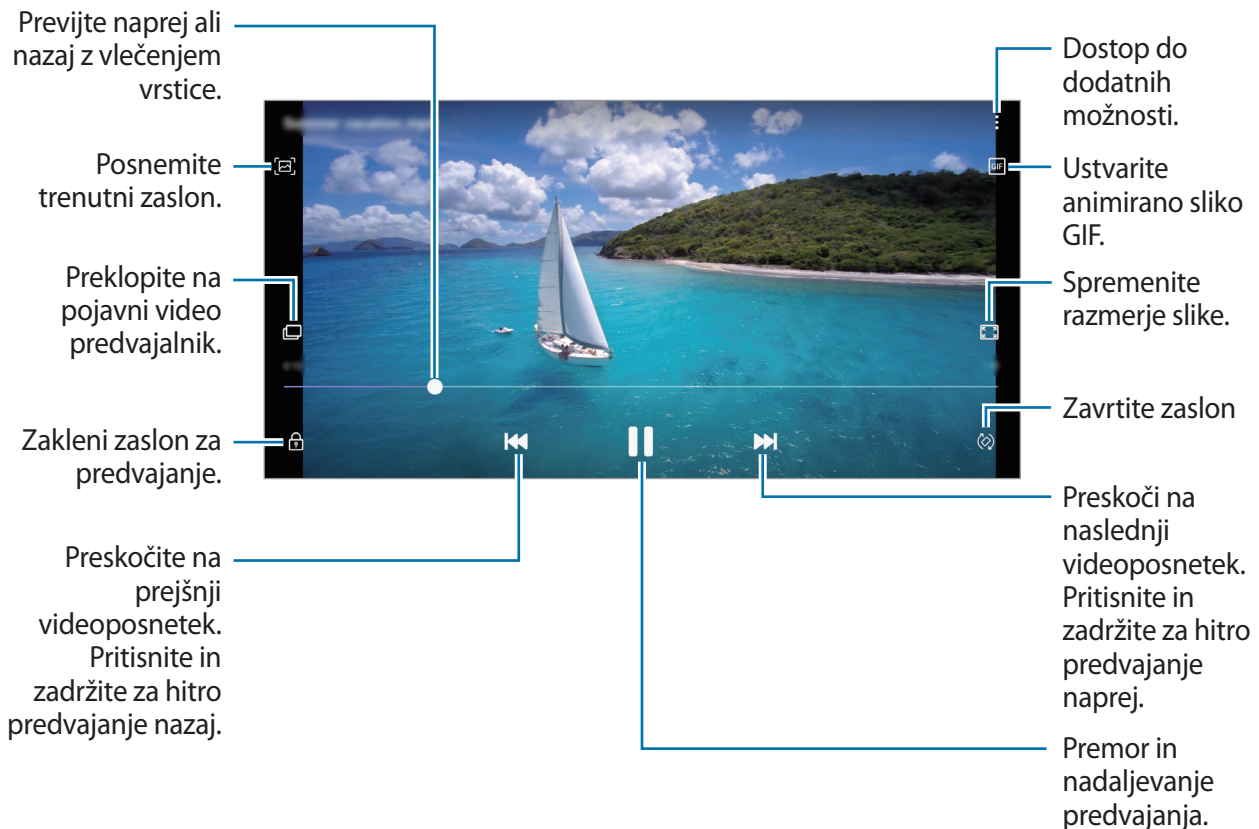 Previjte naprej ali
nazaj z vlečenjem
vrstice.
Posnemite
trenutni zaslon.
Preklopite na
pojavni video
predvajalnik.
Zakleni zaslon za
predvajanje.
Preskočite na
prejšnji
videoposnetek.
Pritisnite in
zadržite za hitro
predvajanje nazaj.
Dostop do
dodatnih
možnosti.
GIF
Ustvarite
animirano sliko
GIF.
Spremenite
razmerje slike.
Zavrtite zaslon
Preskoči na
naslednji
videoposnetek.
Pritisnite in
zadržite za hitro
predvajanje
naprej.
Premor in
nadaljevanje
predvajanja.